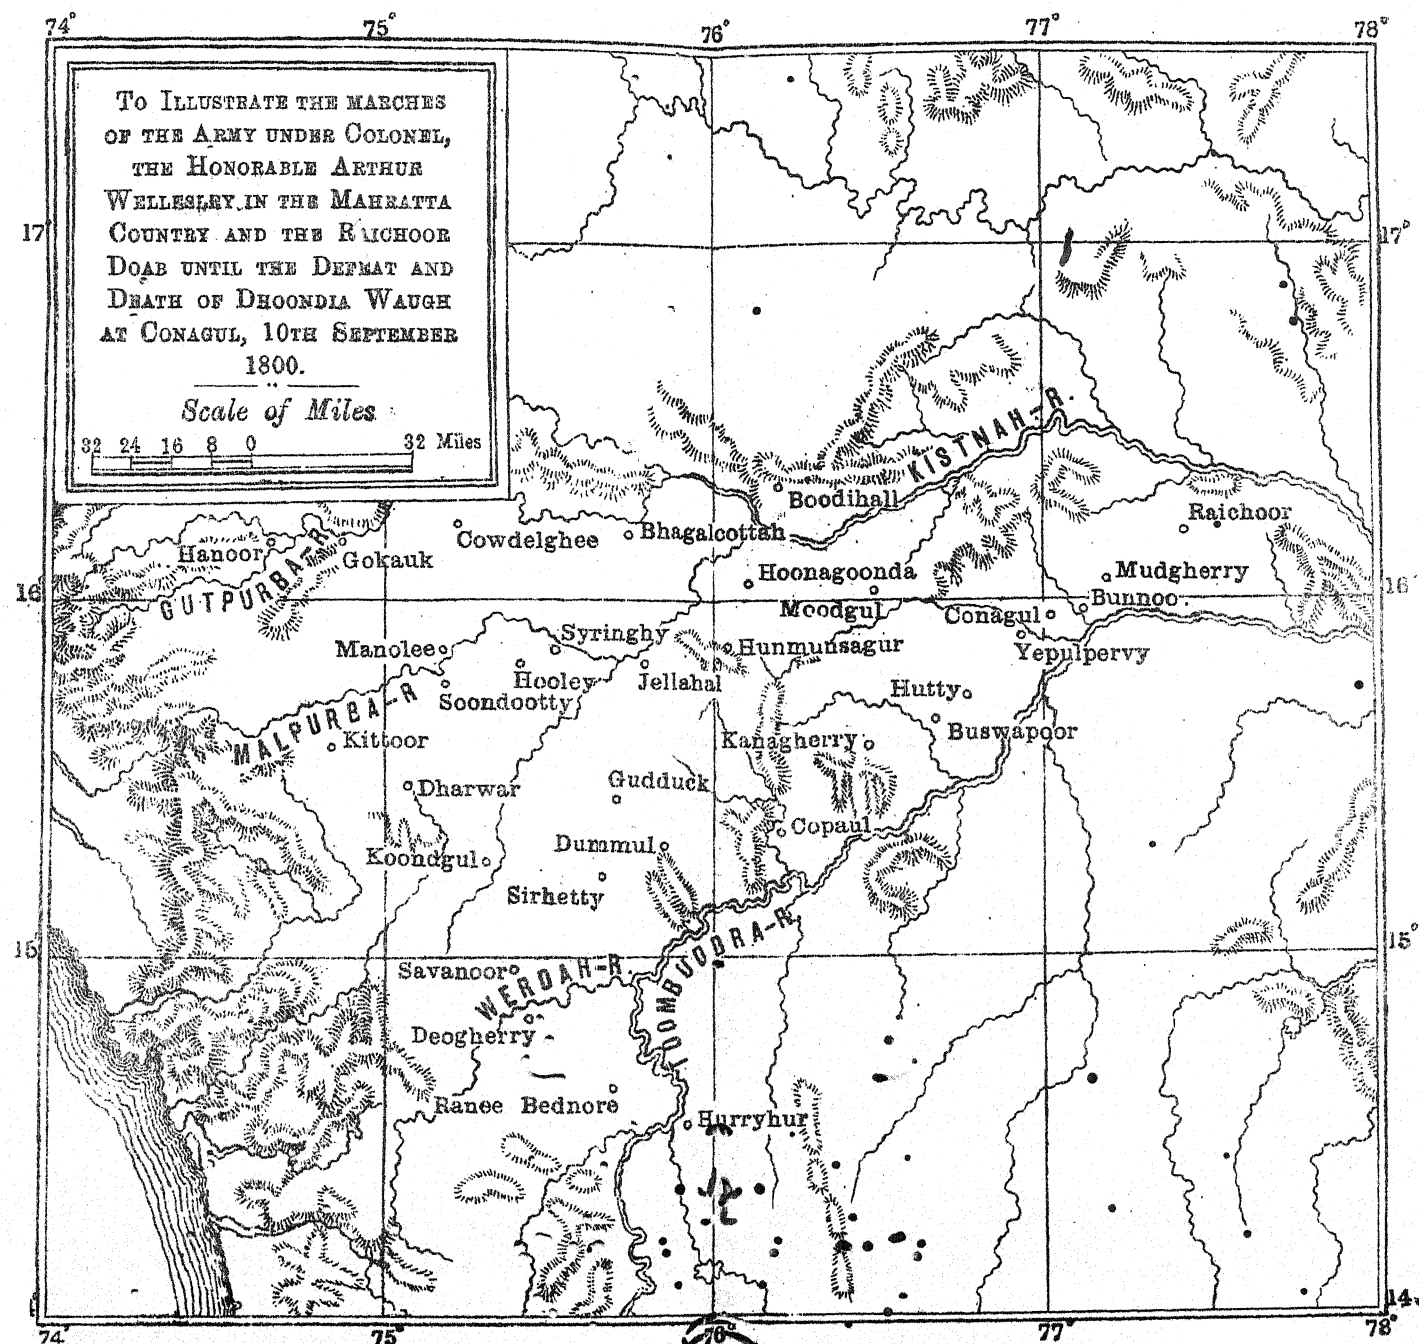 74° 75° 76° 77° 78°
TO ILLUSTRATE THE MARCHES
OF THE ARMY UNDER COLONEL,
THE HONORABLE ARTHUR
WELLESLEY IN THE MAHRATTA
COUNTRY AND THE RAICHOOR
DOAB UNTIL THE DEFEAT AND
DEATH OF DHOONDIA WAUGH
AT CONAGUL, 10TH SEPTEMBER
1800.
Scale of Miles
32 24 16 8 0 32 Miles
17° 17°
KISTNAH-R.
Boodihall
Raichoor
Cowdelghee
Bhagalcottah
Hanoor
Gokauk
GUTPURBA-R.
Hoonagoonda
Mudgherry
16 16°
Moodgul
Conagul
Bunnoo
Syringhy
Manolee
Hunmunsagur
Yepulpervy
Hooley
Jellahal
Hutty
Soondootty
MALPURBA-R
Kittoor
Kanagherry
Buswapoor
Dharwar
Gudduck
Copaul
Dummul
Koondgul
Sirhetty
TOOMBUDDRA-R.
15 15°
Savanoor
WERDAH-R.
Deogherry
Ranee Bednore
Hurryhur
14
74° 75° 76° 77° 78°